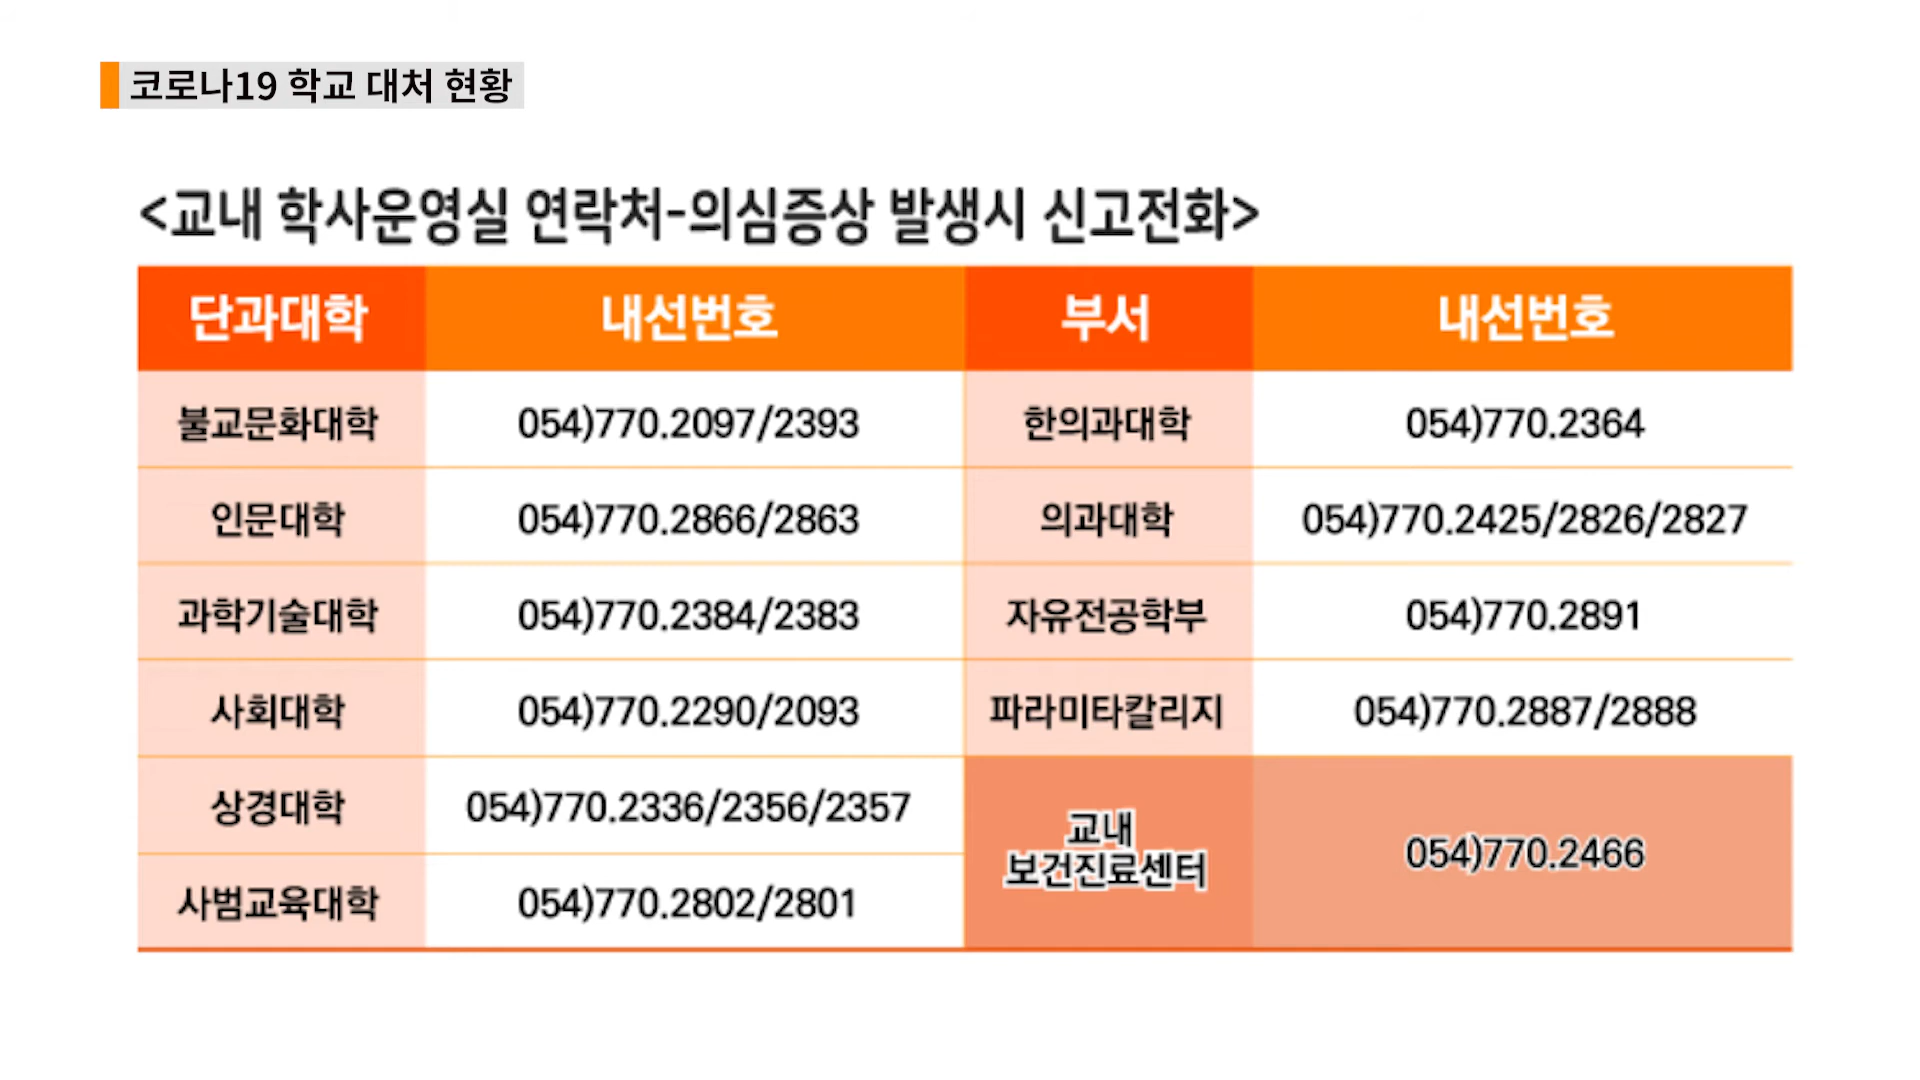 코로나19 학교 대처 현황
<교내 학사운영실 연락처-의심증상 발생시 신고전화>
단과대학 내선번호 부서 내선번호
불교문화대학 054)770.2097/2393 한의과대학 054)770.2364
인문대학 054)770.2866/2863 의과대학 054)770.2425/2826/2827
과학기술대학 054)770.2384/2383 자유전공학부 054)770.2891
사회대학 054)770.2290/2093 파라미타칼리지 054)770.2887/2888
상경대학 054)770.2336/2356/2357
사범교육대학 054)770.2802/2801
교내
보건진료센터 054)770.2466